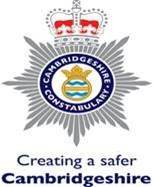 CAMBRIDGESHIRE
CONSTABULARY
Creating a safer
Cambridgeshire